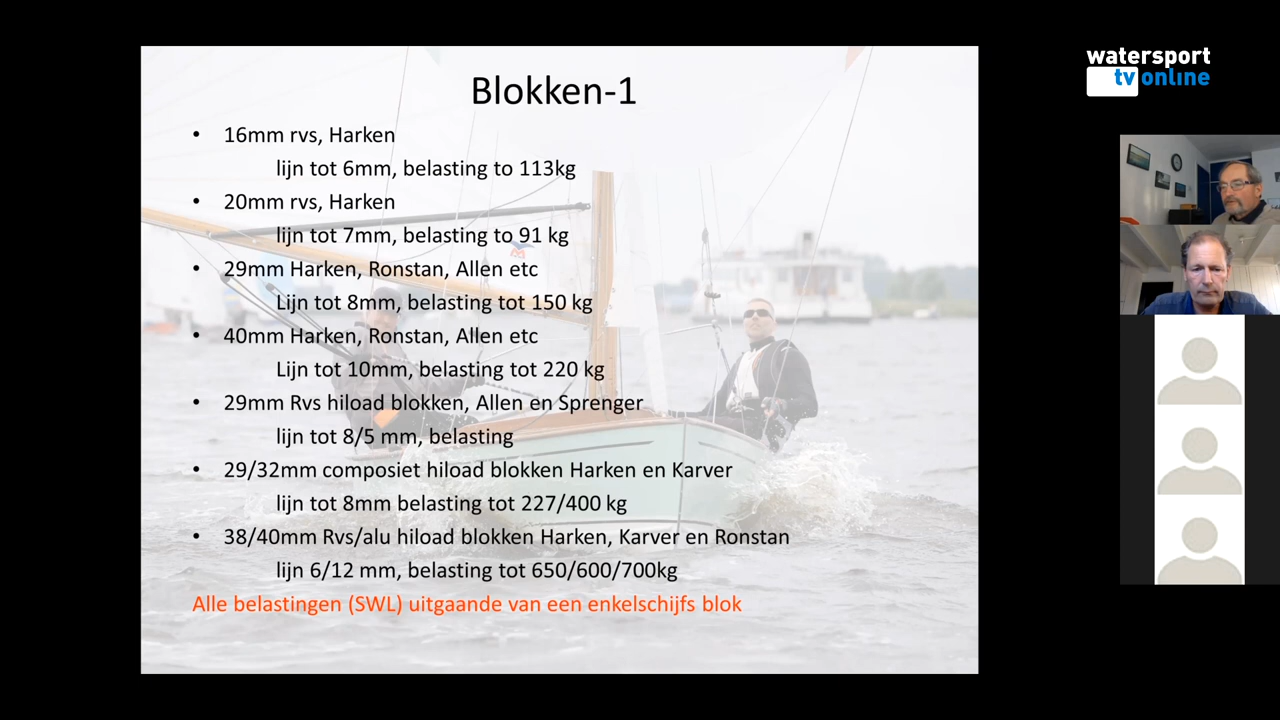 Blokken-1
• 16mm rvs, Harken
lijn tot 6mm, belasting to 113kg
• 20mm rvs, Harken
lijn tot 7mm, belasting to 91 kg
• 29mm Harken, Ronstan, Allen etc
Lijn tot 8mm, belasting tot 150 kg
• 40mm Harken, Ronstan, Allen etc
Lijn tot 10mm, belasting tot 220 kg
• 29mm Rvs hiload blokken, Allen en Sprenger
lijn tot 8/5 mm, belasting
• 29/32mm composiet hiload blokken Harken en Karver
lijn tot 8mm belasting tot 227/400 kg
• 38/40mm Rvs/alu hiload blokken Harken, Karver en Ronstan
lijn 6/12 mm, belasting tot 650/600/700kg
Alle belastingen (SWL) uitgaande van een enkelschijfs blok
watersport
tv online